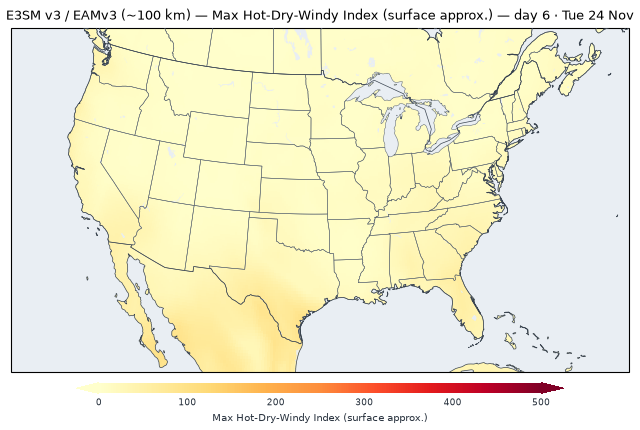 E3SM v3 / EAMv3 (~100 km) — Max Hot-Dry-Windy Index (surface approx.) — day 6 · Tue 24 Nov
0 100 200 300 400 500
Max Hot-Dry-Windy Index (surface approx.)